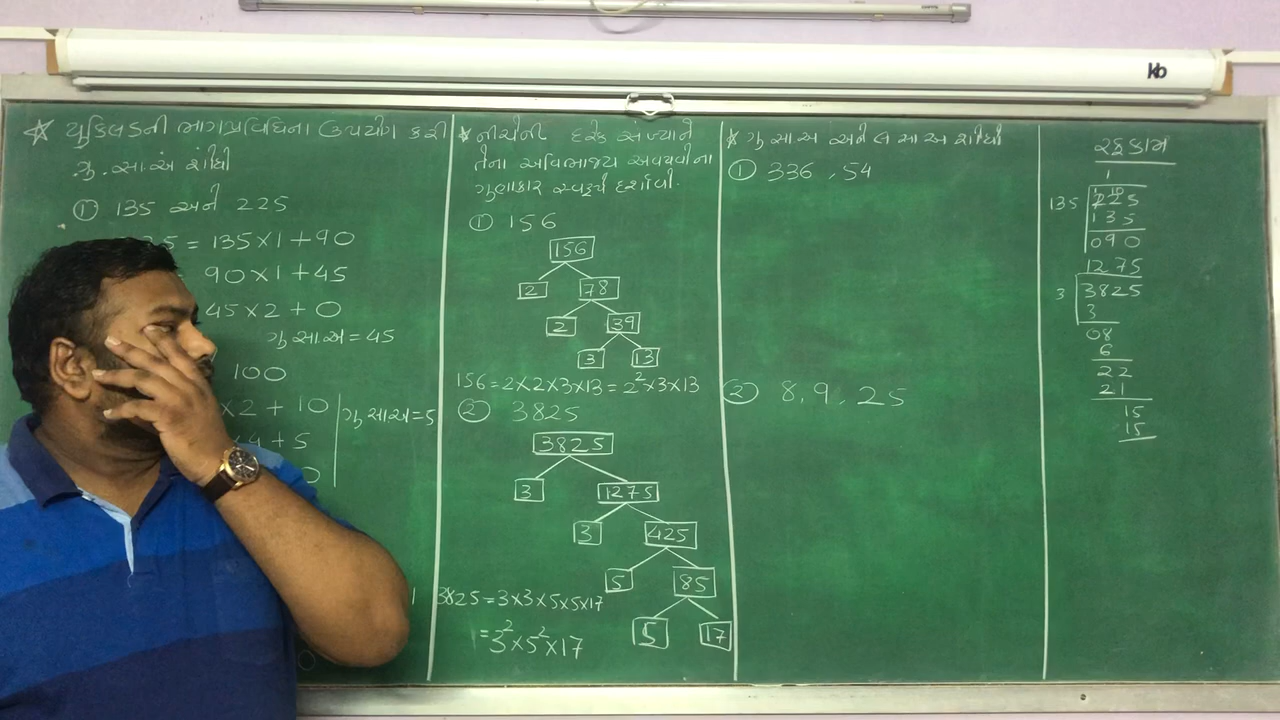 kb
યુકિલડની ભાગપ્રવિધિના ઉપયોગ કરી
ગુ.સા.અ શોધો
① 135 અને 225
= 135×1+90
90×1+45
45×2+0
ગુ.સા.અ = 45
100
×2+10
ગુ.સા.અ=5
+5
નીચેની દરેક સંખ્યાને
તેના અવિભાજ્ય અવયવોના
ગુણાકાર સ્વરૂપે દર્શાવો.
① 156
156
2 78
2 39
3 13
156=2×2×3×13=2²×3×13
② 3825
3825
3 1275
3 425
5 85
5 17
3825=3×3×5×5×17
=3²×5²×17
ગુ.સા.અ અને લ.સા.અ શોધો
① 336, 54
② 8, 9, 25
રફકામ
1
135 225
135
090
1275
3 3825
3
08
6
22
21
15
15